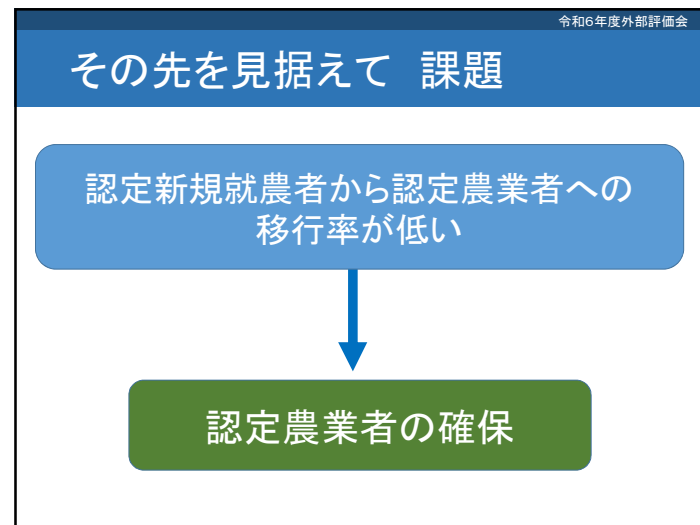 令和6年度外部評価会
その先を見据えて　課題
認定新規就農者から認定農業者への
移行率が低い
認定農業者の確保